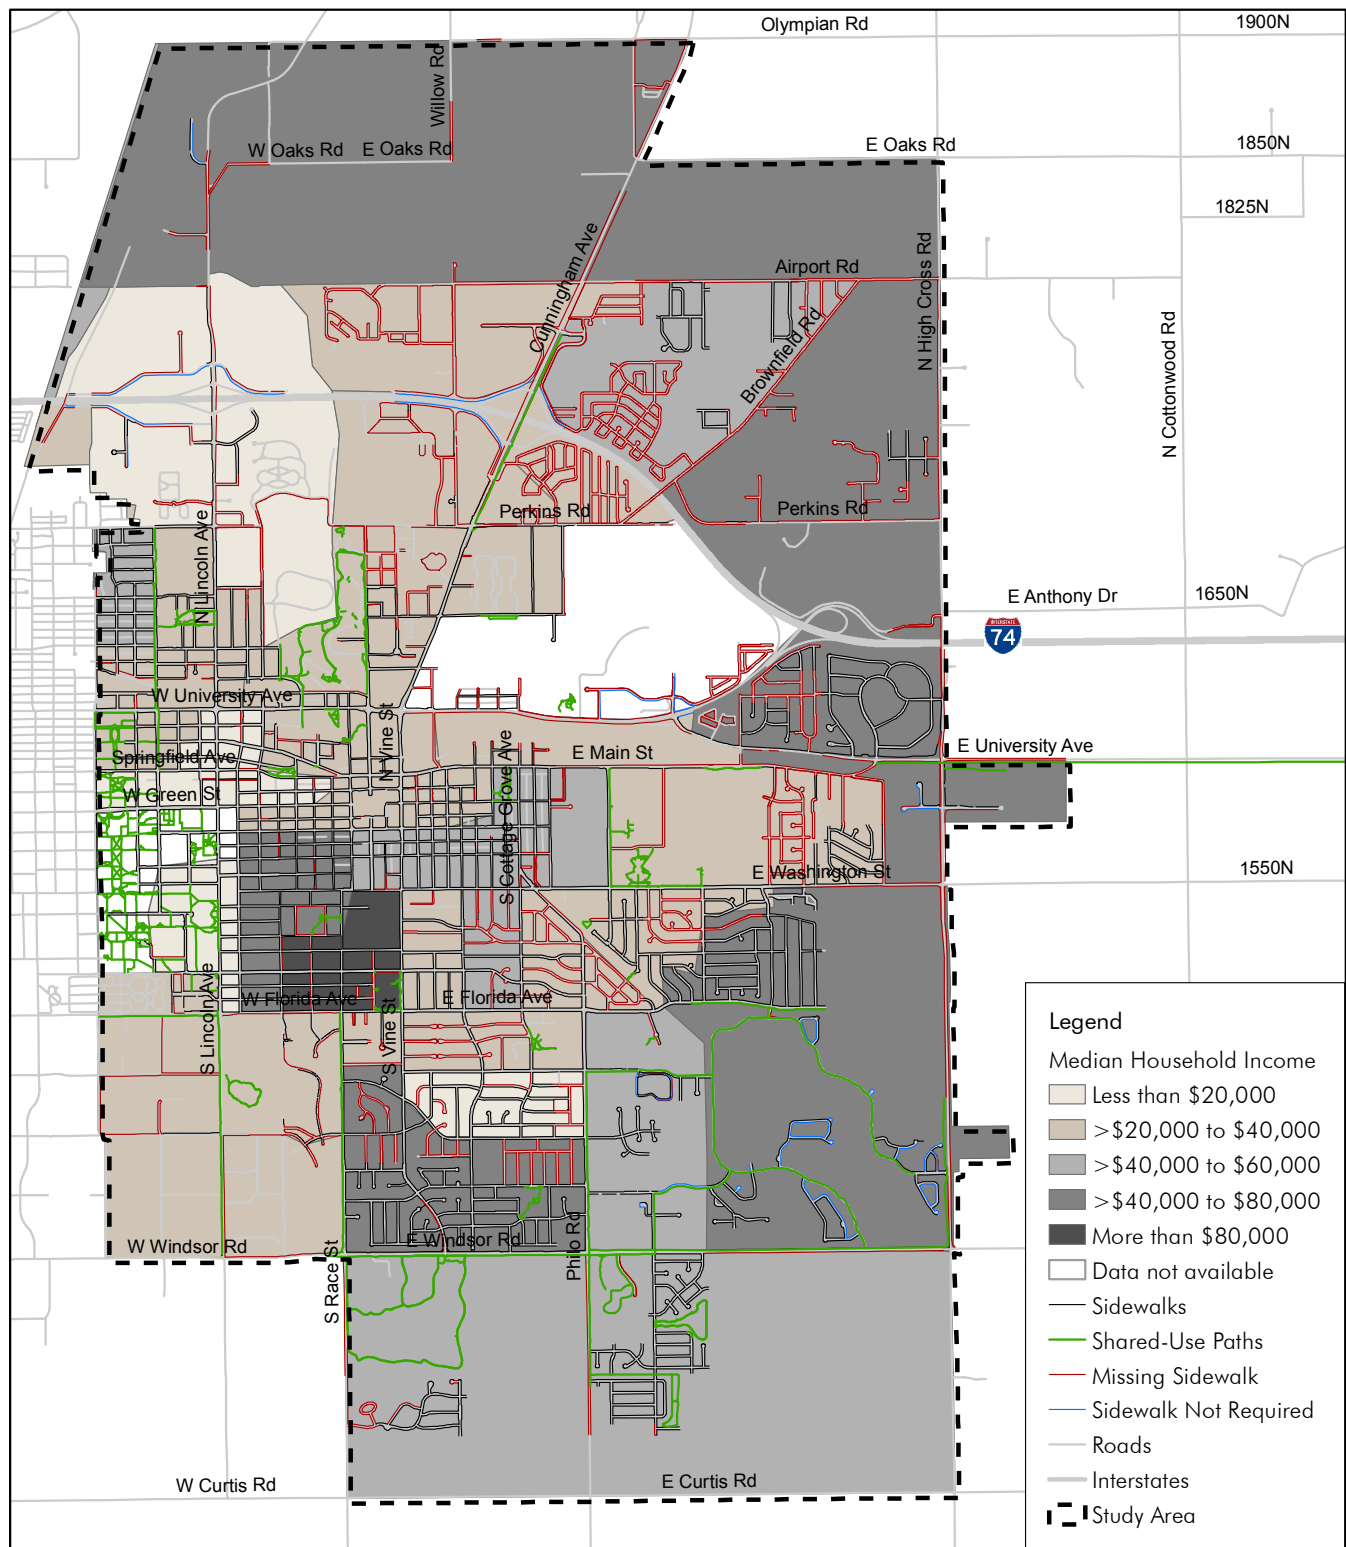 Olympian Rd
1900N
Willow Rd
W Oaks Rd
E Oaks Rd
E Oaks Rd
1850N
1825N
Cunningham Ave
Airport Rd
N High Cross Rd
Brownfield Rd
N Cottonwood Rd
Perkins Rd
Perkins Rd
N Lincoln Ave
E Anthony Dr
1650N
INTERSTATE
74
W University Ave
N Vine St
E University Ave
Springfield Ave
E Main St
W Green St
S Cottage Grove Ave
E Washington St
1550N
W Florida Ave
E Florida Ave
S Lincoln Ave
S Vine St
W Windsor Rd
E Windsor Rd
S Race St
Philo Rd
W Curtis Rd
E Curtis Rd
Legend
Median Household Income
Less than $20,000
>$20,000 to $40,000
>$40,000 to $60,000
>$40,000 to $80,000
More than $80,000
Data not available
Sidewalks
Shared-Use Paths
Missing Sidewalk
Sidewalk Not Required
Roads
Interstates
Study Area